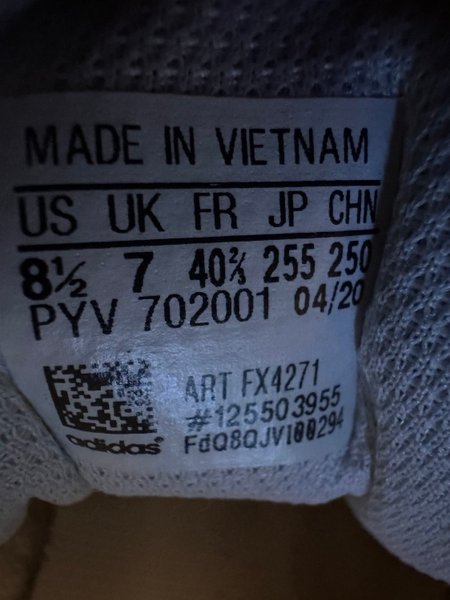 MADE IN VIETNAM
US UK FR JP CHN
8½ 7 40⅔ 255 250
PYV 702001 04/20
ART FX4271
#125503955
adidas FdQ8QJVI00294